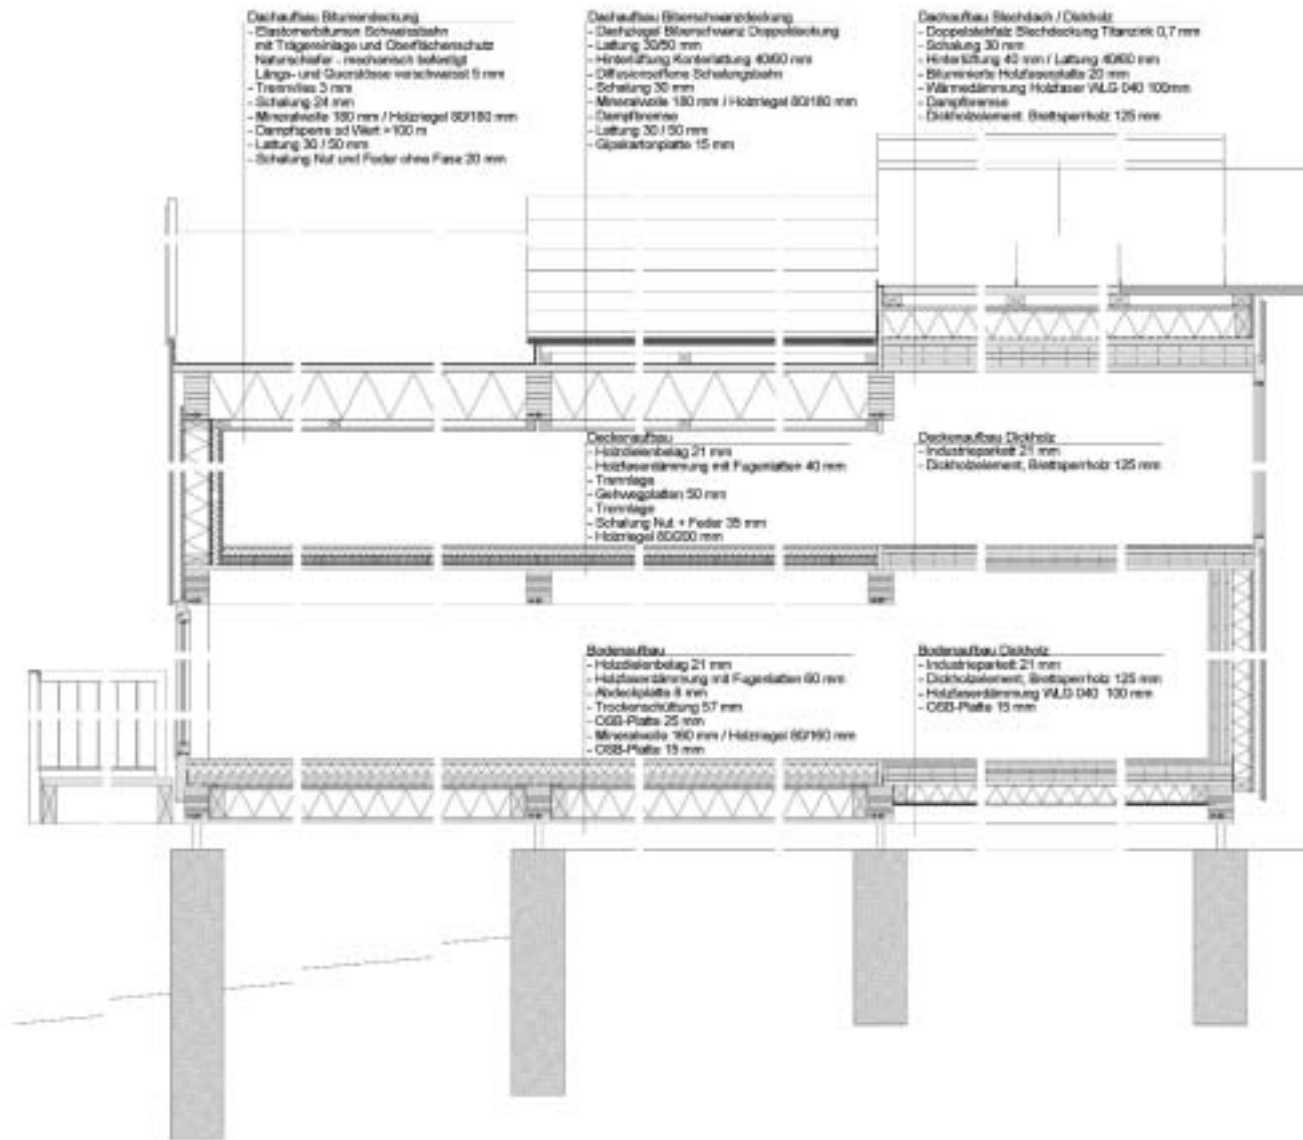 Dachaufbau Bitumendeckung
- Elastomerbitumen Schweissbahn
mit Trägereinlage und Oberflächenschutz
Naturschiefer - mechanisch befestigt
Längs- und Querstösse verschweisst 5 mm
- Trennvlies 3 mm
- Schalung 24 mm
- Mineralwolle 180 mm / Holzriegel 80/180 mm
- Dampfsperre sd Wert >100 m
- Lattung 30 / 50 mm
- Schalung Nut und Feder ohne Fase 20 mm
Dachaufbau Biberschwanzdeckung
- Dachziegel Biberschwanz Doppeldeckung
- Lattung 30/50 mm
- Hinterlüftung Konterlattung 40/60 mm
- Diffusionsoffene Schalungsbahn
- Schalung 30 mm
- Mineralwolle 180 mm / Holzriegel 80/180 mm
- Dampfbremse
- Lattung 30 / 50 mm
- Gipskartonplatte 15 mm
Dachaufbau Blechdach / Dickholz
- Doppelstehfalz Blechdeckung Titanzink 0,7 mm
- Schalung 30 mm
- Hinterlüftung 40 mm / Lattung 40/60 mm
- Bituminierte Holzfaserplatte 20 mm
- Wärmedämmung Holzfaser WLG 040 100mm
- Dampfbremse
- Dickholzelement, Brettsperrholz 125 mm
Deckenaufbau
- Holzdielenbelag 21 mm
- Holzfaserdämmung mit Fugenlatten 40 mm
- Trennlage
- Gehwegplatten 50 mm
- Trennlage
- Schalung Nut + Feder 35 mm
- Holzriegel 80/200 mm
Deckenaufbau Dickholz
- Industrieparkett 21 mm
- Dickholzelement, Brettsperrholz 125 mm
Bodenaufbau
- Holzdielenbelag 21 mm
- Holzfaserdämmung mit Fugenlatten 60 mm
- Abdeckplatte 8 mm
- Trockenschüttung 57 mm
- OSB-Platte 25 mm
- Mineralwolle 160 mm / Holzriegel 80/160 mm
- OSB-Platte 15 mm
Bodenaufbau Dickholz
- Industrieparkett 21 mm
- Dickholzelement, Brettsperrholz 125 mm
- Holzfaserdämmung WLG 040 100 mm
- OSB-Platte 15 mm